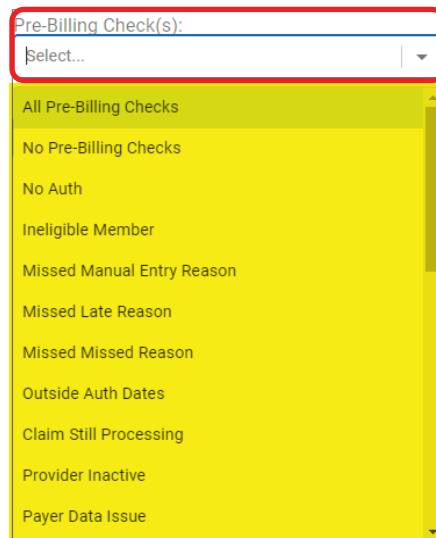 Pre-Billing Check(s):
Select...
All Pre-Billing Checks
No Pre-Billing Checks
No Auth
Ineligible Member
Missed Manual Entry Reason
Missed Late Reason
Missed Missed Reason
Outside Auth Dates
Claim Still Processing
Provider Inactive
Payer Data Issue